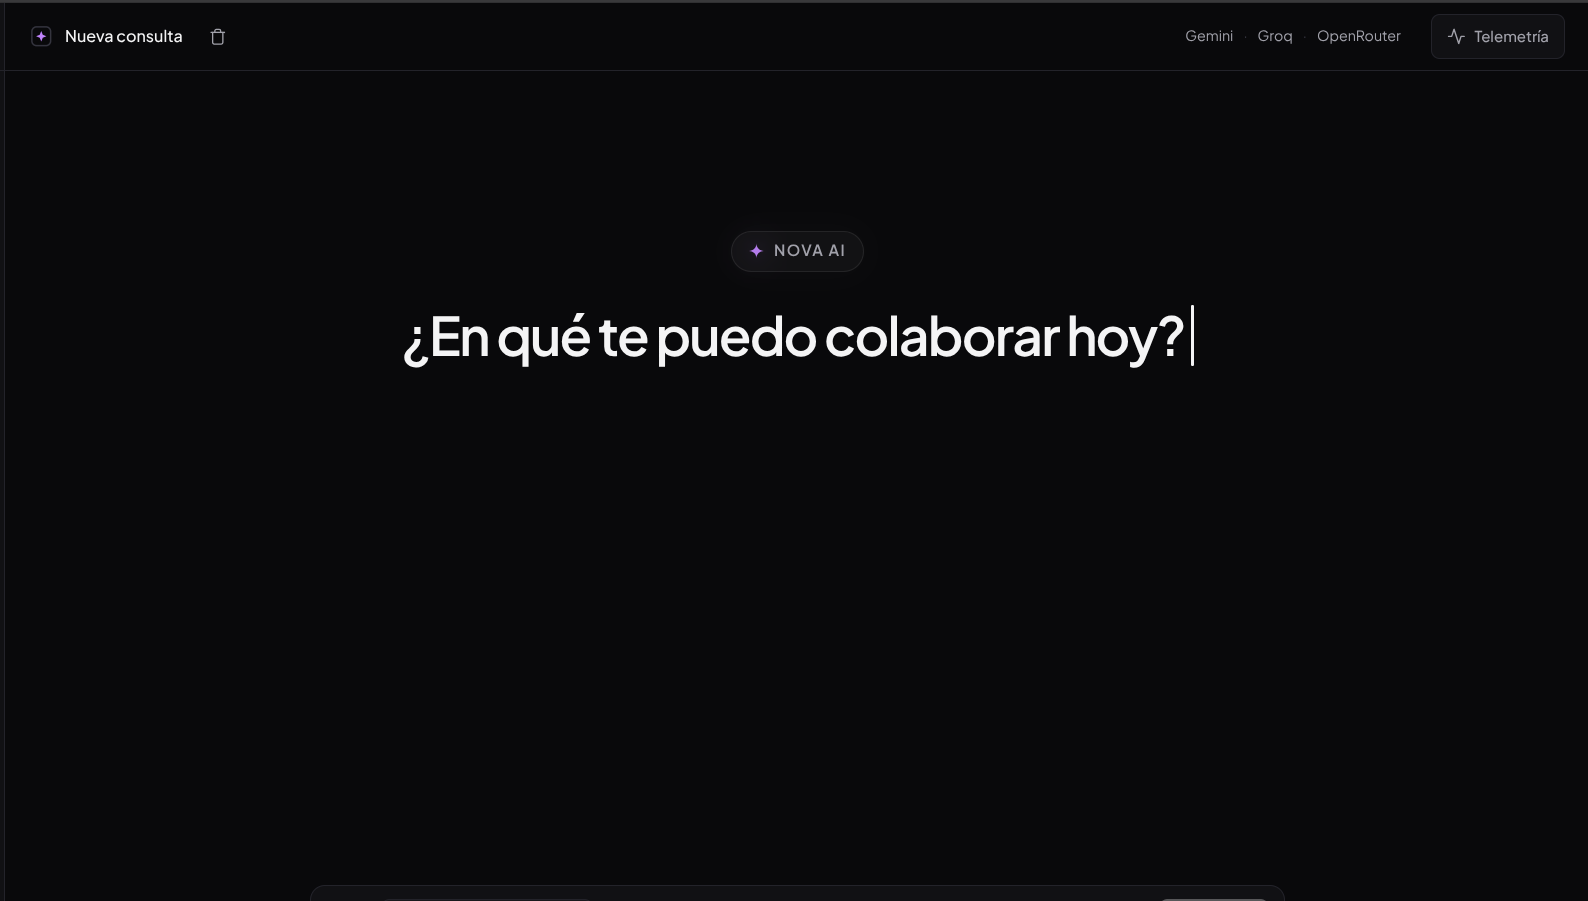 Nueva consulta
Gemini · Groq · OpenRouter
Telemetría
NOVA AI
¿En qué te puedo colaborar hoy?